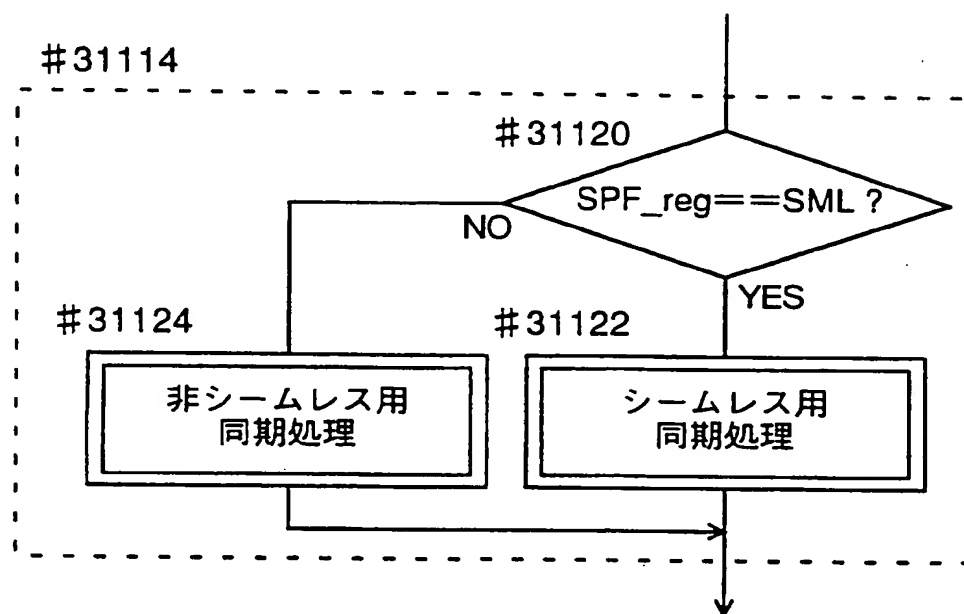 #31114
#31120
SPF_reg==SML ?
NO
YES
#31124
#31122
非シームレス用
同期処理
シームレス用
同期処理